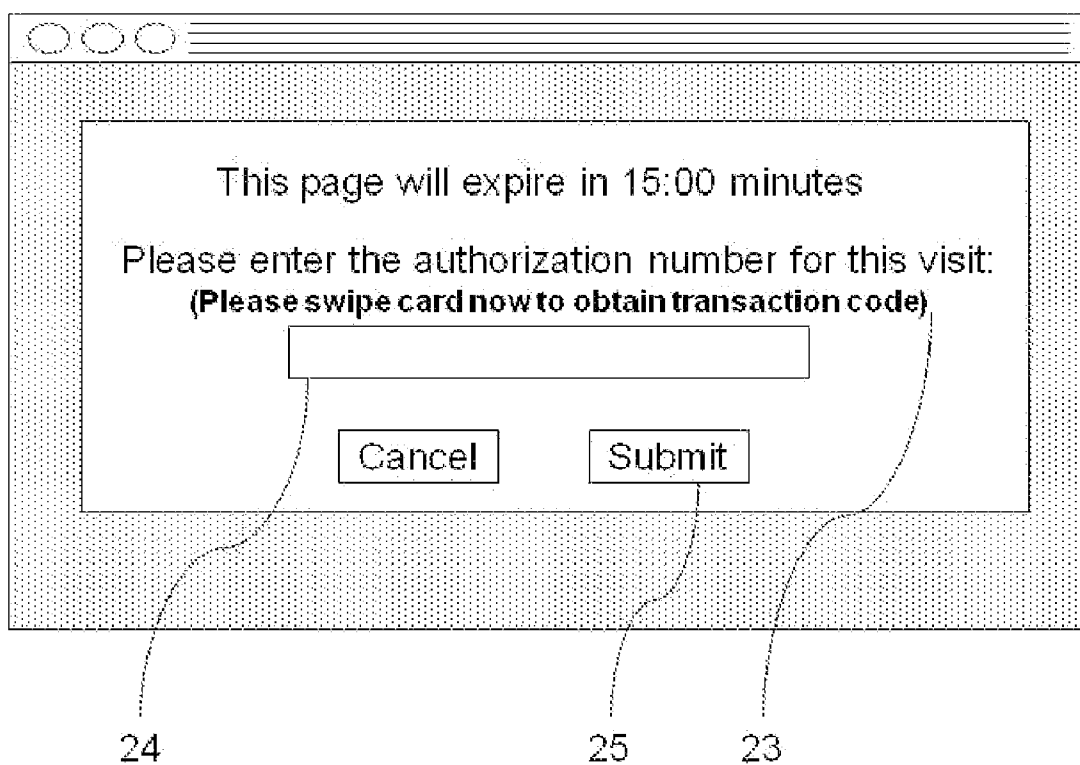 This page will expire in 15:00 minutes
Please enter the authorization number for this visit:
(Please swipe card now to obtain transaction code)
Cancel Submit
24 25 23